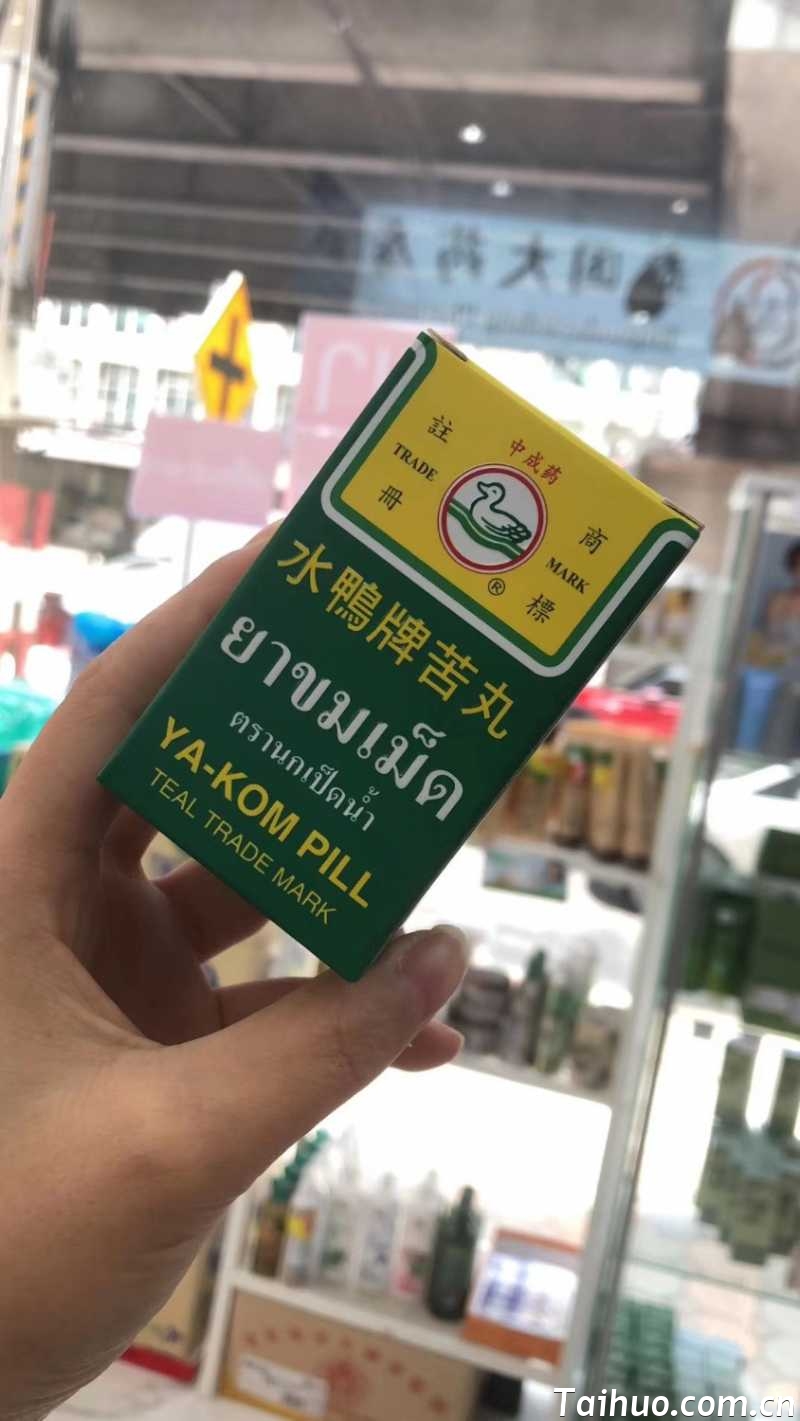 中成药
註冊
TRADE
商標
MARK
®
水鴨牌苦丸
ยาขมเม็ด
ตรานกเป็ดน้ำ
YA-KOM PILL
TEAL TRADE MARK
Taihuo.com.cn